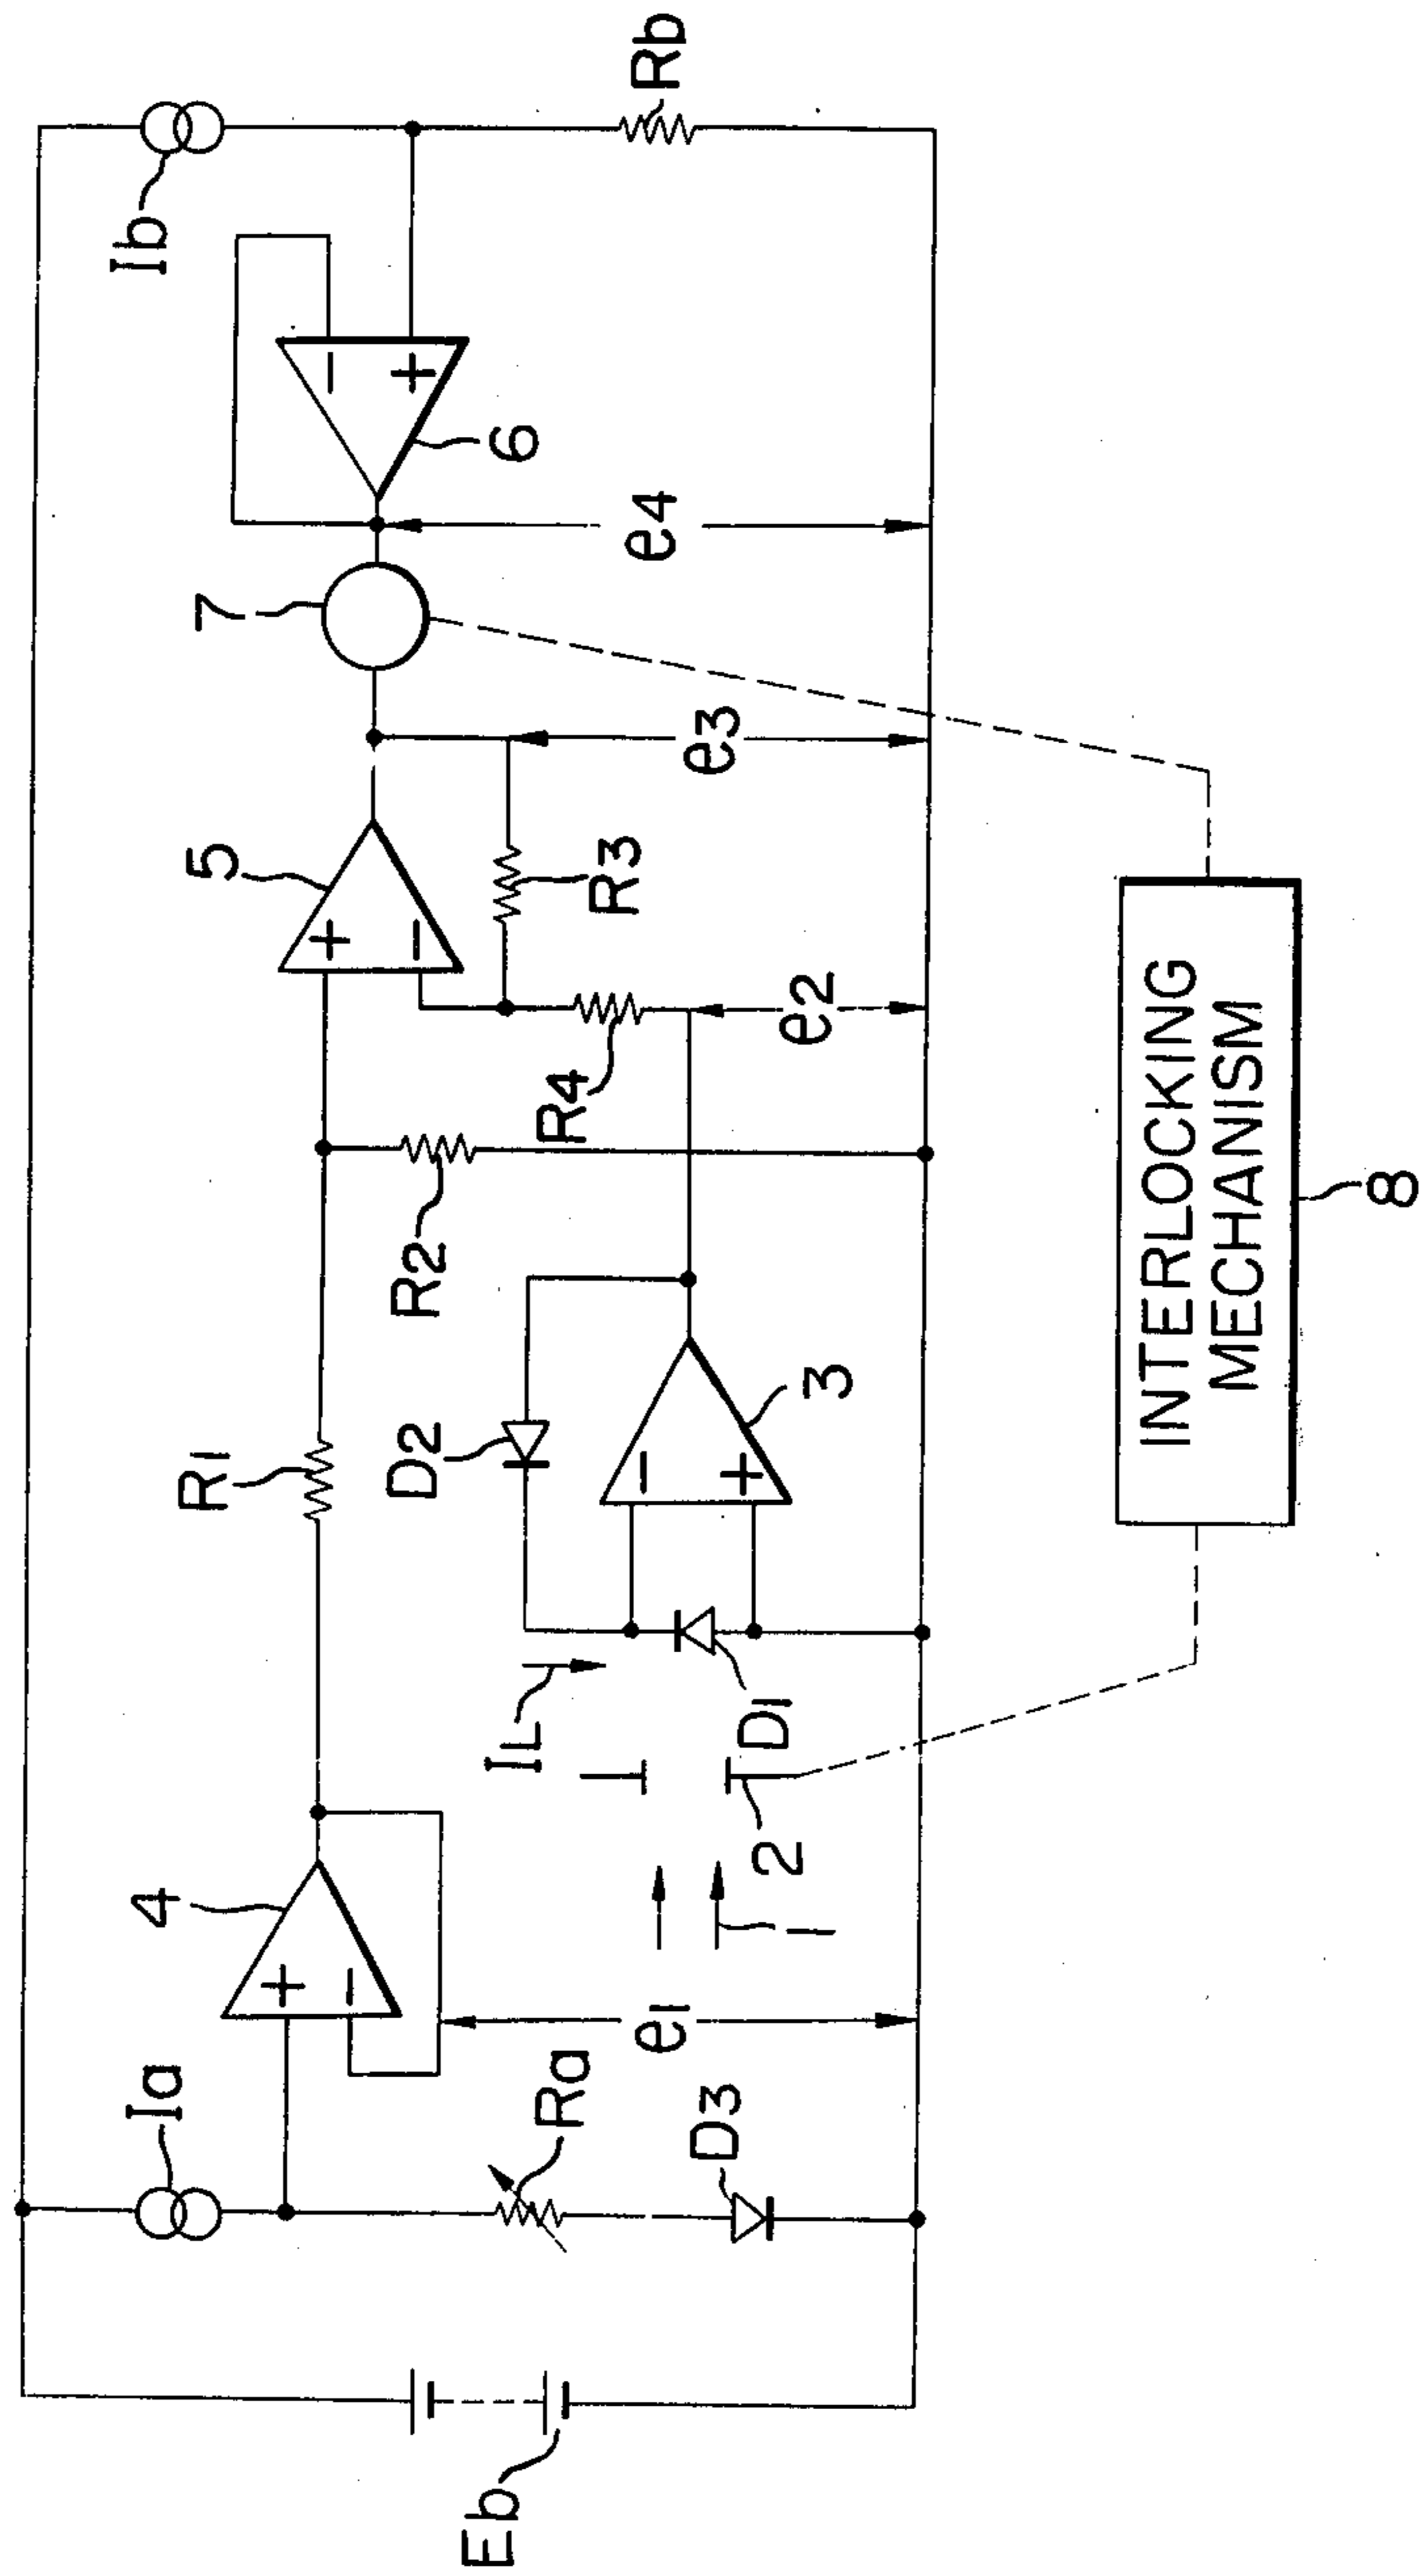 Eb
Ia
4
R1
D2
R2
5
7
Ib
Ra
D3
e1
1
2
IL
D1
3
R4
e2
R3
e3
6
e4
Rb
INTERLOCKING
MECHANISM
8